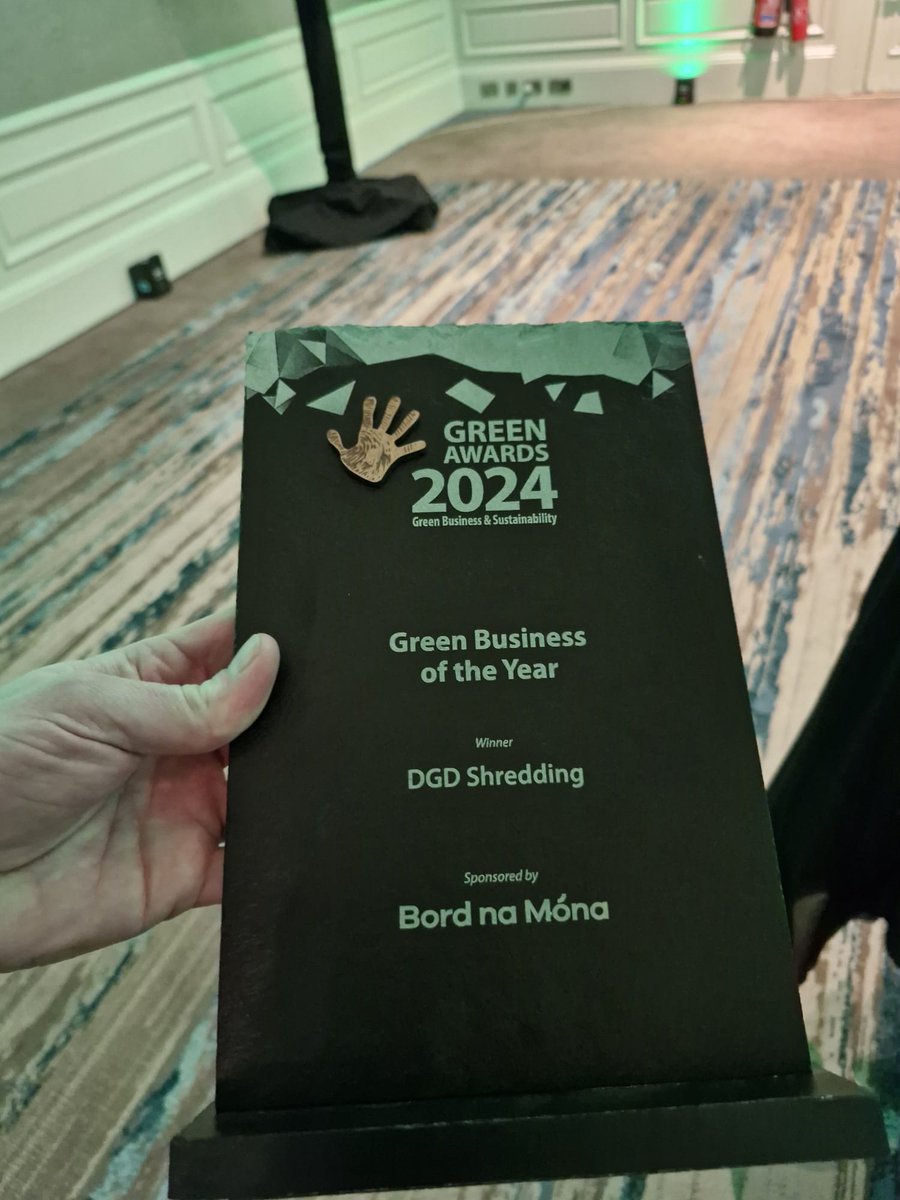 GREEN
AWARDS
2024
Green Business & Sustainability
Green Business
of the Year
Winner
DGD Shredding
Sponsored by
Bord na Móna